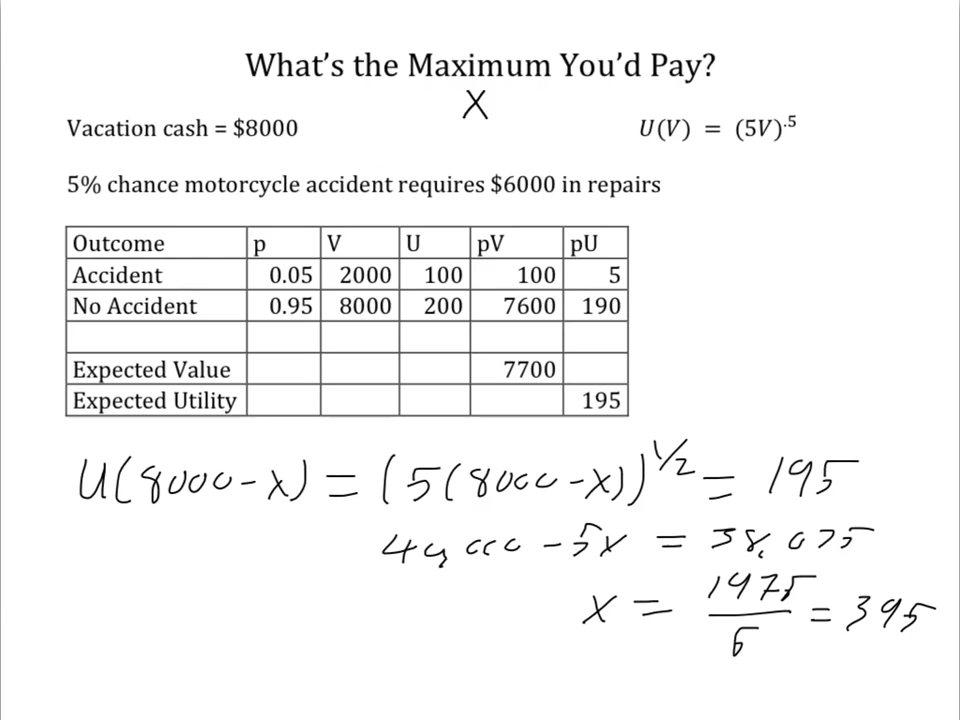 What's the Maximum You'd Pay?
X
Vacation cash = $8000 U(V) = (5V)^.5
5% chance motorcycle accident requires $6000 in repairs
Outcome p V U pV pU
Accident 0.05 2000 100 100 5
No Accident 0.95 8000 200 7600 190
Expected Value 7700
Expected Utility 195
U(8000-x) = (5(8000-x))^1/2 = 195
40,000 - 5x = 38,025
x = 1975/5 = 395